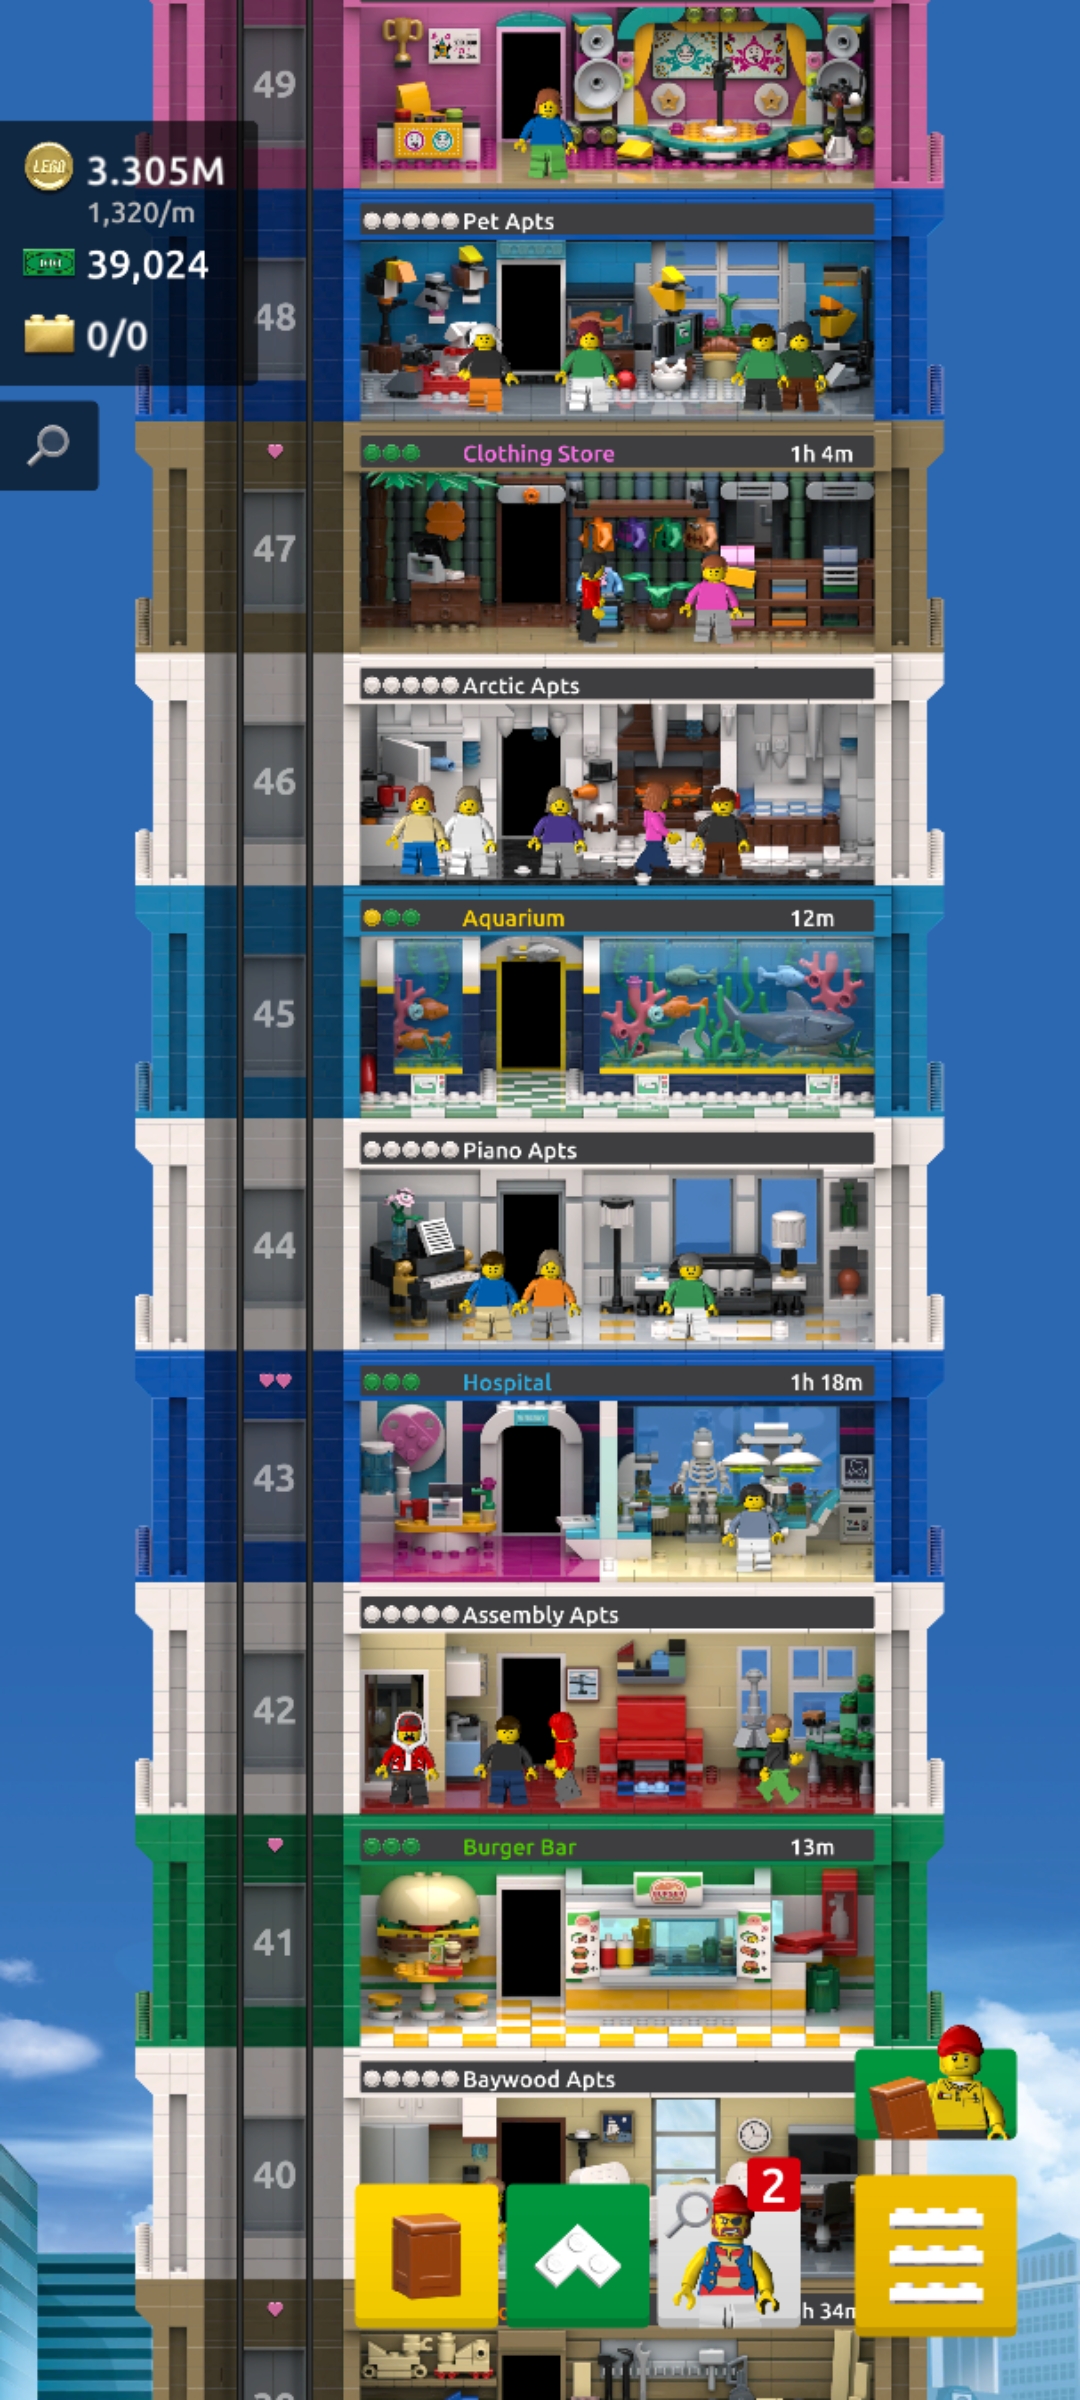 49
LEGO 3.305M
1,320/m
39,024
0/0
Pet Apts
48
Clothing Store 1h 4m
47
Arctic Apts
46
Aquarium 12m
45
Piano Apts
44
Hospital 1h 18m
43
Assembly Apts
42
Burger Bar 13m
BURGER
41
Baywood Apts
40
2
h 34m